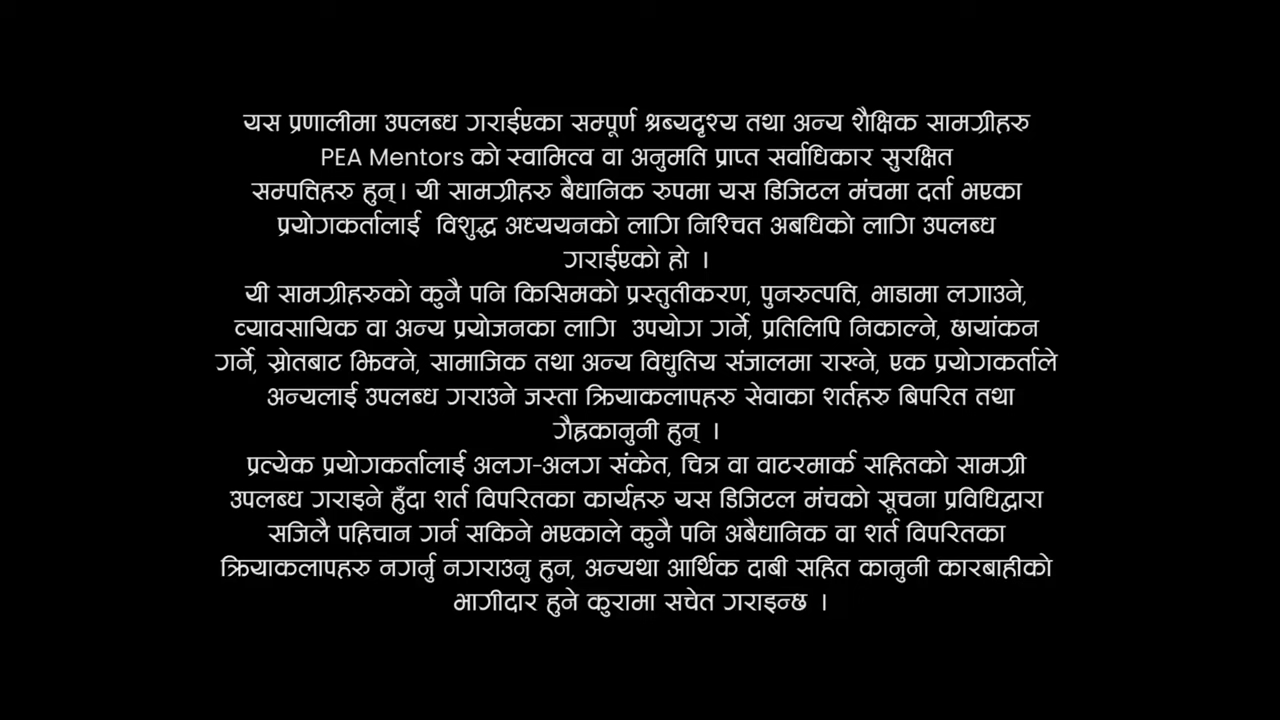 यस प्रणालीमा उपलब्ध गराईएका सम्पूर्ण श्रब्यदृश्य तथा अन्य शैक्षिक सामग्रीहरु
PEA Mentors को स्वामित्व वा अनुमति प्राप्त सर्वाधिकार सुरक्षित
सम्पत्तिहरु हुन् । यी सामग्रीहरु बैधानिक रुपमा यस डिजिटल मंचमा दर्ता भएका
प्रयोगकर्तालाई विशुद्ध अध्ययनको लागि निश्चित अबधिको लागि उपलब्ध
गराईएको हो ।
यी सामग्रीहरुको कुनै पनि किसिमको प्रस्तुतीकरण, पुनरुत्पत्ति, भाडामा लगाउने,
व्यावसायिक वा अन्य प्रयोजनका लागि उपयोग गर्ने, प्रतिलिपि निकाल्ने, छायांकन
गर्ने, स्रोतबाट झिक्ने, सामाजिक तथा अन्य विधुतिय संजालमा राख्ने, एक प्रयोगकर्ताले
अन्यलाई उपलब्ध गराउने जस्ता क्रियाकलापहरु सेवाका शर्तहरु बिपरित तथा
गैह्रकानुनी हुन् ।
प्रत्येक प्रयोगकर्तालाई अलग-अलग संकेत, चित्र वा वाटरमार्क सहितको सामग्री
उपलब्ध गराइने हुँदा शर्त विपरितका कार्यहरु यस डिजिटल मंचको सूचना प्रविधिद्वारा
सजिलै पहिचान गर्न सकिने भएकाले कुनै पनि अबैधानिक वा शर्त विपरितका
क्रियाकलापहरु नगर्नु नगराउनु हुन, अन्यथा आर्थिक दाबी सहित कानुनी कारबाहीको
भागीदार हुने कुरामा सचेत गराइन्छ ।